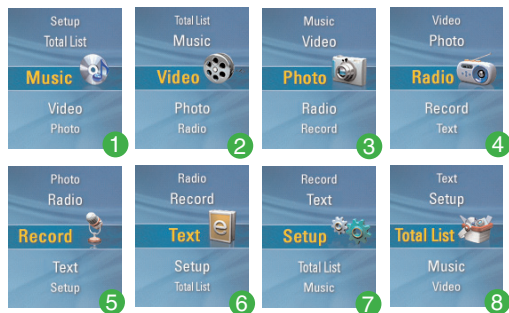 Setup
Total List
Music
Video
Photo
1
Total List
Music
Video
Photo
Radio
2
Music
Video
Photo
Radio
Record
3
Video
Photo
Radio
Record
Text
4
Photo
Radio
Record
Text
Setup
5
Radio
Record
Text
e
Setup
Total List
6
Record
Text
Setup
Total List
Music
7
Text
Setup
Total List
Music
Video
8